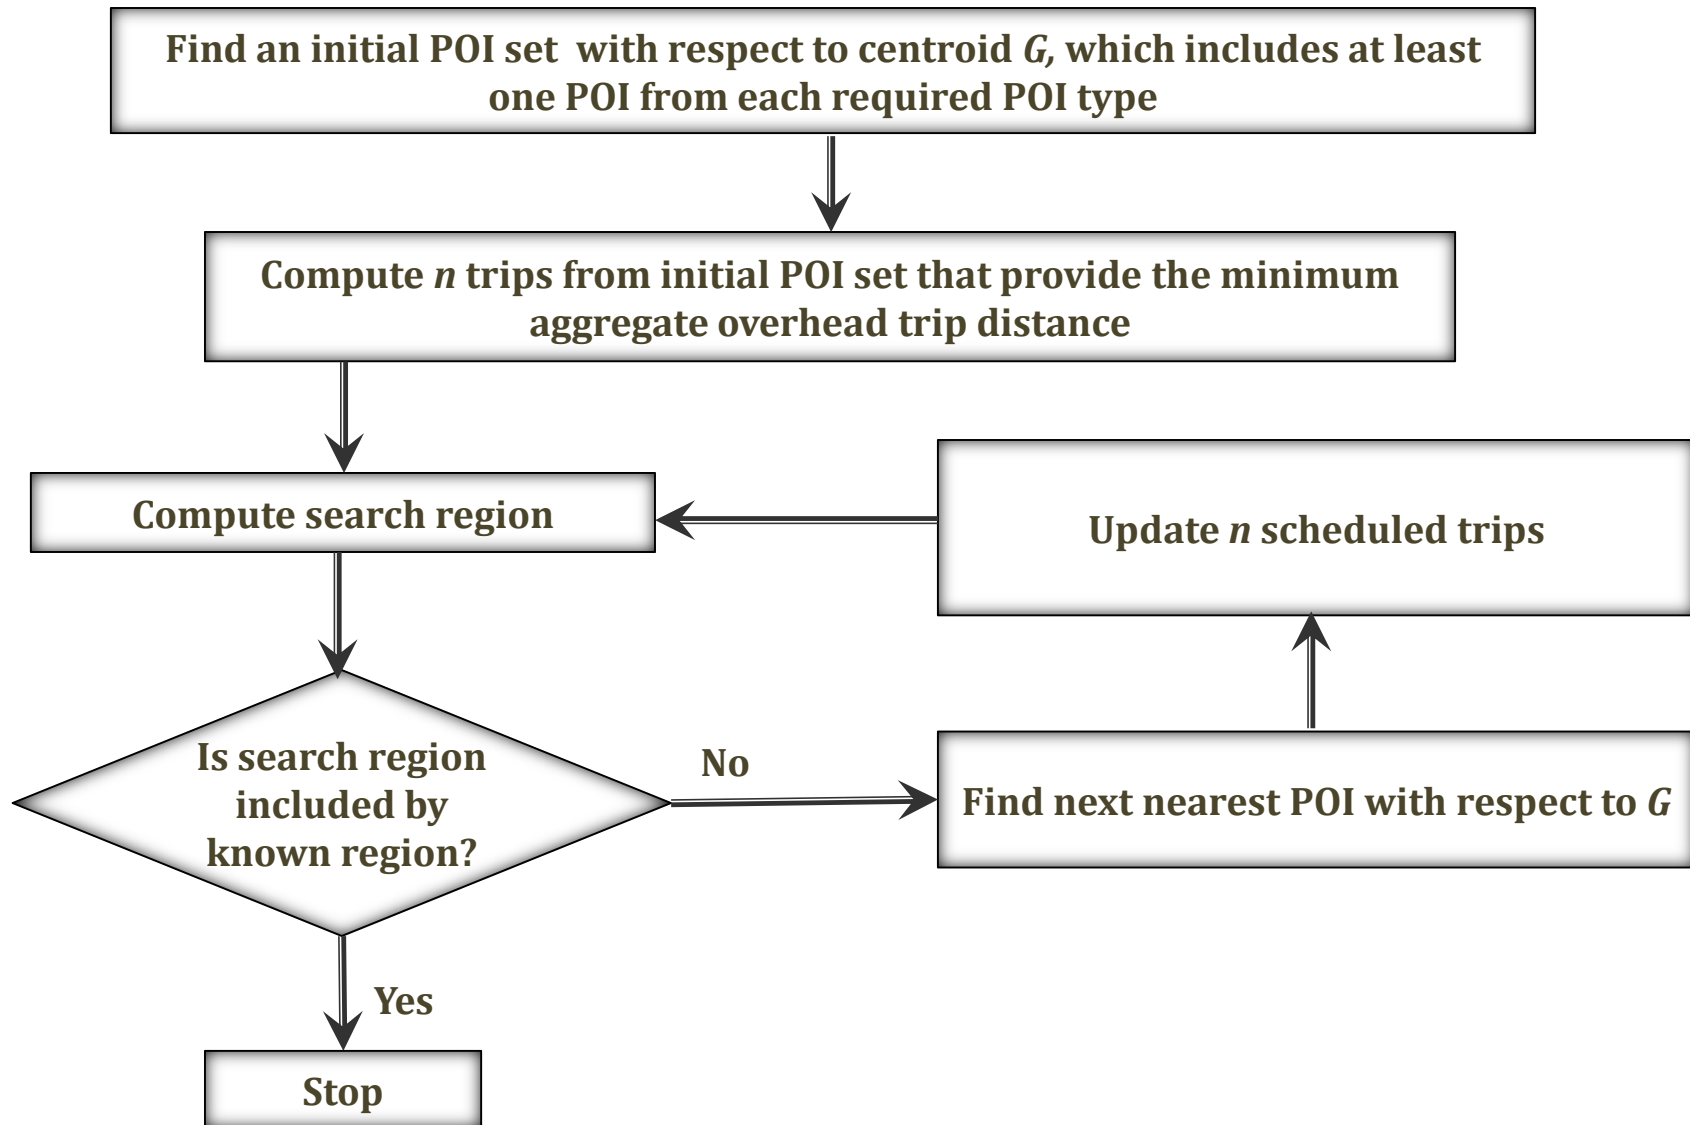 Find an initial POI set with respect to centroid G, which includes at least
one POI from each required POI type
Compute n trips from initial POI set that provide the minimum
aggregate overhead trip distance
Compute search region
Update n scheduled trips
Is search region
included by
known region?
No
Find next nearest POI with respect to G
Yes
Stop